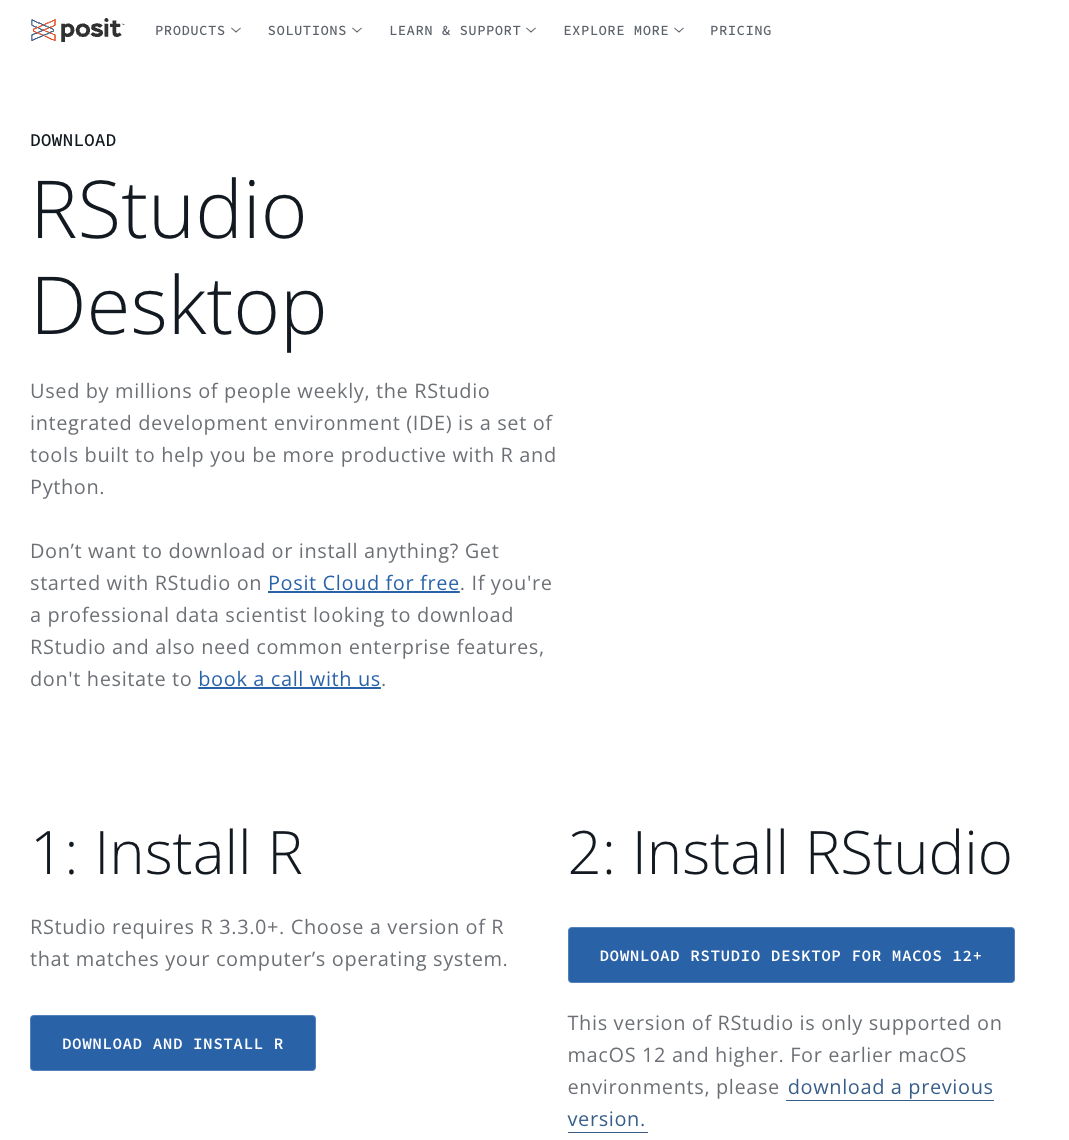 posit
PRODUCTS SOLUTIONS LEARN & SUPPORT EXPLORE MORE PRICING
DOWNLOAD
RStudio
Desktop
Used by millions of people weekly, the RStudio
integrated development environment (IDE) is a set of
tools built to help you be more productive with R and
Python.
Don’t want to download or install anything? Get
started with RStudio on Posit Cloud for free. If you're
a professional data scientist looking to download
RStudio and also need common enterprise features,
don't hesitate to book a call with us.
1: Install R
RStudio requires R 3.3.0+. Choose a version of R
that matches your computer’s operating system.
DOWNLOAD AND INSTALL R
2: Install RStudio
DOWNLOAD RSTUDIO DESKTOP FOR MACOS 12+
This version of RStudio is only supported on
macOS 12 and higher. For earlier macOS
environments, please download a previous
version.